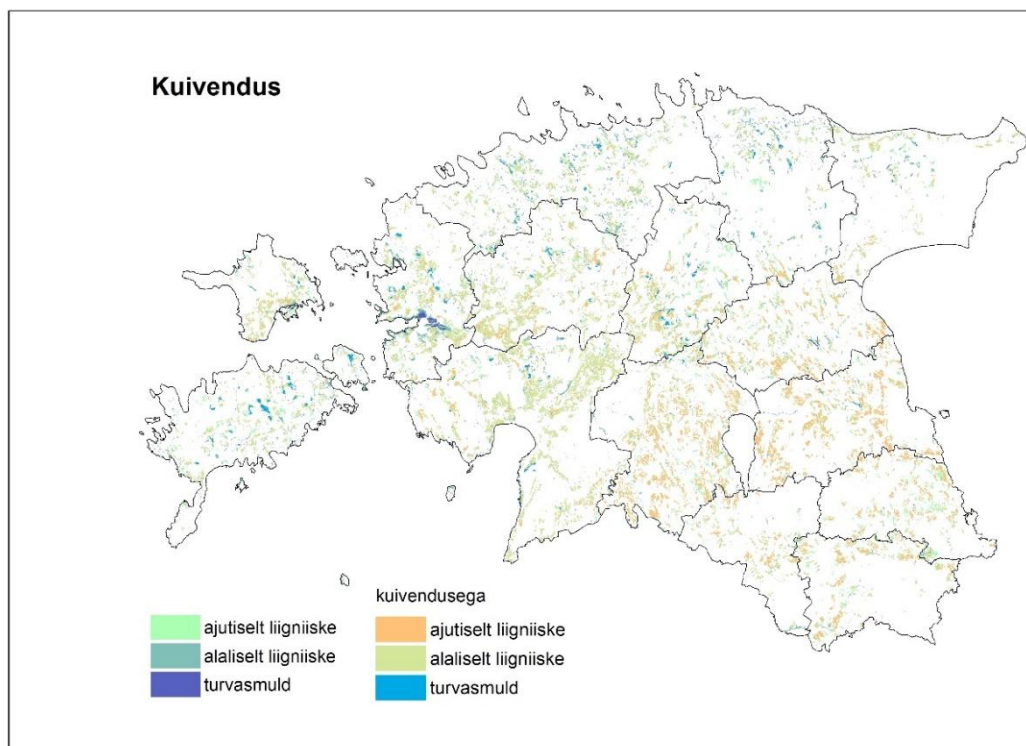 Kuivendus
ajutiselt liigniiske
alaliselt liigniiske
turvasmuld
kuivendusega
ajutiselt liigniiske
alaliselt liigniiske
turvasmuld